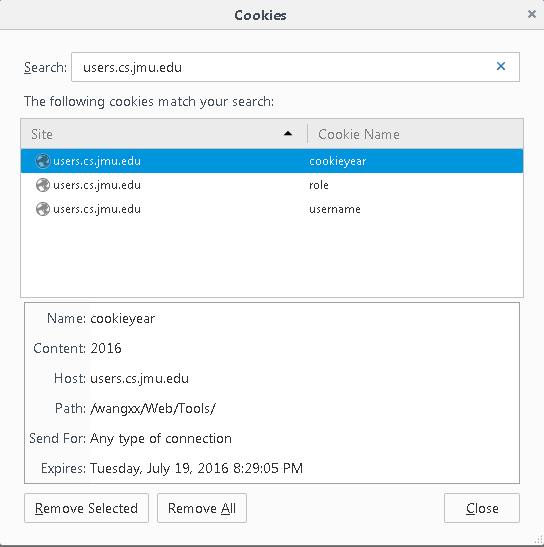 Cookies
Search: users.cs.jmu.edu
The following cookies match your search:
Site Cookie Name
users.cs.jmu.edu cookieyear
users.cs.jmu.edu role
users.cs.jmu.edu username
Name: cookieyear
Content: 2016
Host: users.cs.jmu.edu
Path: /wangxx/Web/Tools/
Send For: Any type of connection
Expires: Tuesday, July 19, 2016 8:29:05 PM
Remove Selected Remove All Close